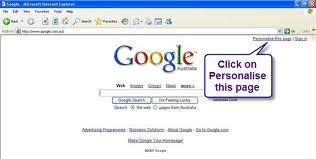 Google - Microsoft Internet Explorer
File Edit View Favorites Tools Help
Back Search Favorites
Address http://www.google.com.au/
Personalise this page | Sign in
Google
Australia
Click on
Personalise
this page
Web Images Groups News more »
Google Search I'm Feeling Lucky
Search: the web pages from Australia
Advertising Programmes - Business Solutions - About Google - Go to Google.com
Make Google Your Homepage!
©2007 Google